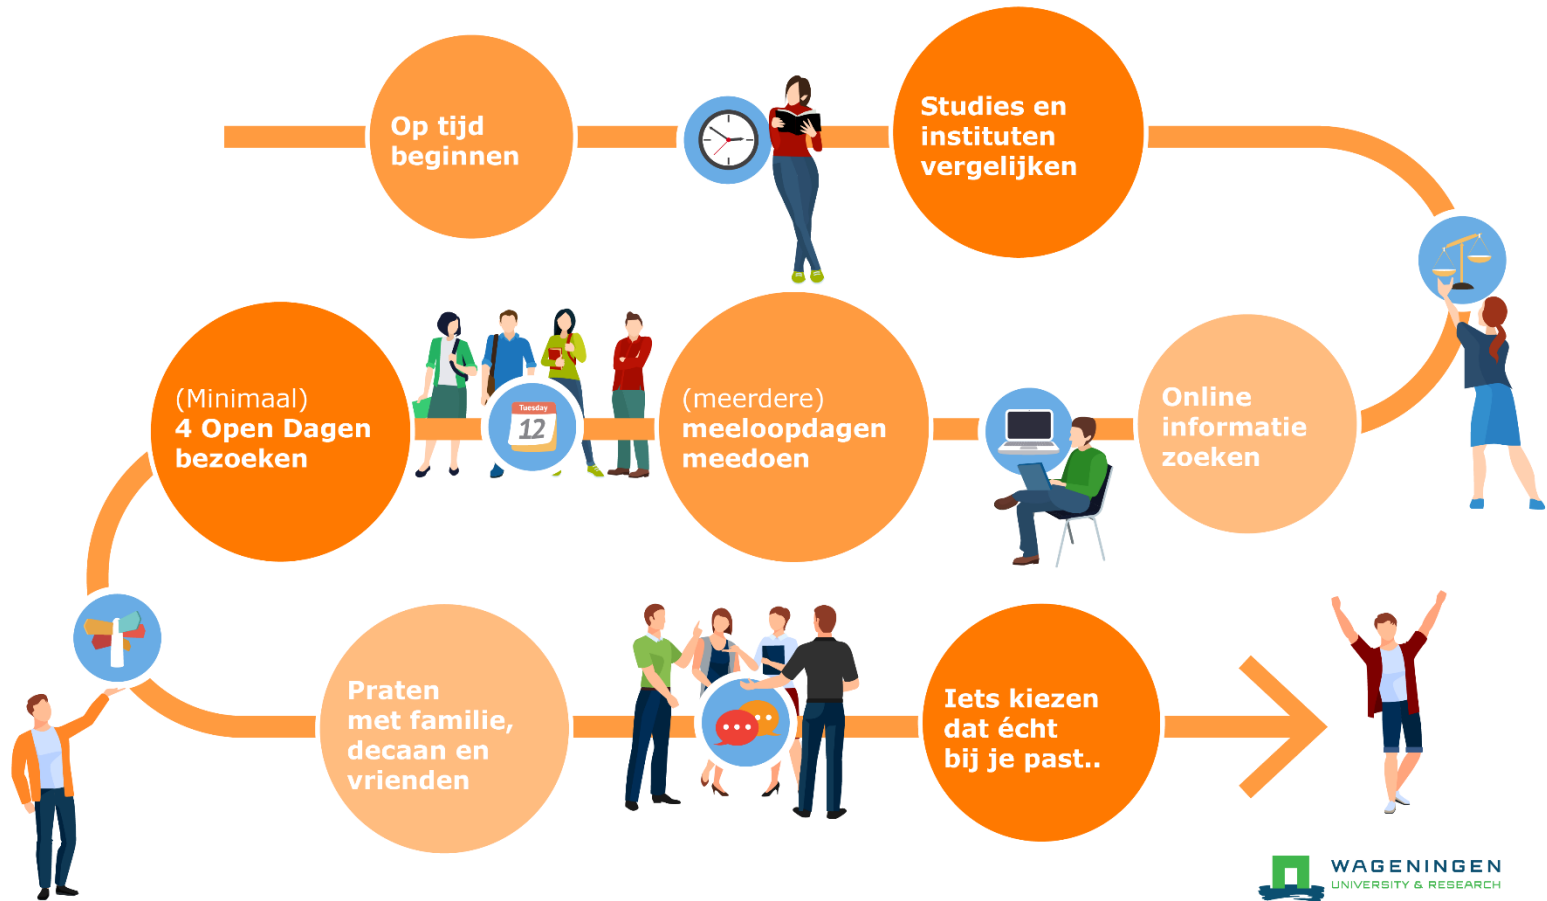 Op tijd
beginnen
Studies en
instituten
vergelijken
Online
informatie
zoeken
(meerdere)
meeloopdagen
meedoen
Tuesday
12
(Minimaal)
4 Open Dagen
bezoeken
Praten
met familie,
decaan en
vrienden
Iets kiezen
dat écht
bij je past..
WAGENINGEN
UNIVERSITY & RESEARCH